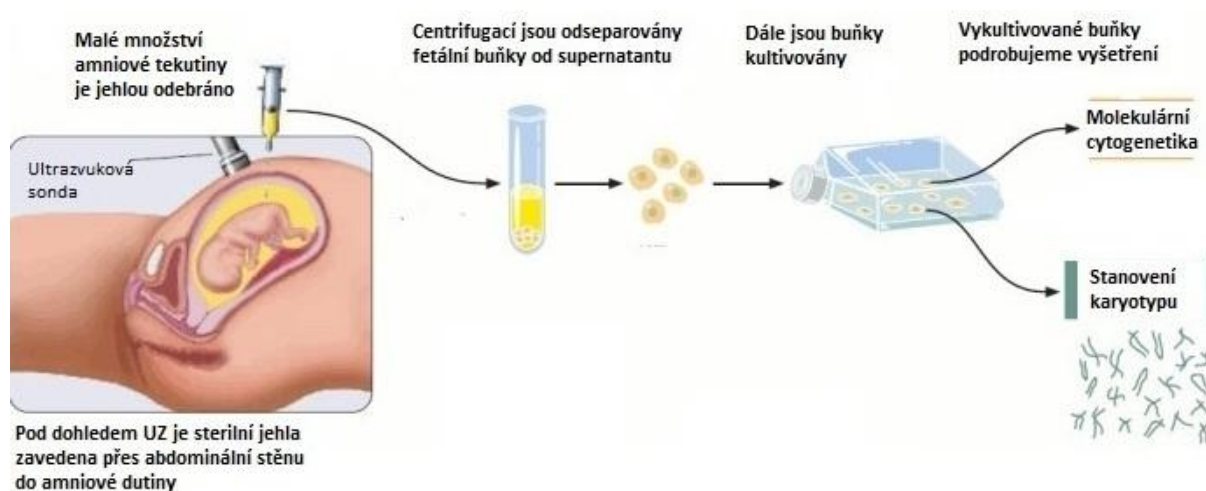 Malé množství
amniové tekutiny
je jehlou odebráno
Centrifugací jsou odseparovány
fetální buňky od supernatantu
Dále jsou buňky
kultivovány
Vykultivované buňky
podrobujeme vyšetření
Ultrazvuková
sonda
Molekulární
cytogenetika
Stanovení
karyotypu
Pod dohledem UZ je sterilní jehla
zavedena přes abdominální stěnu
do amniové dutiny